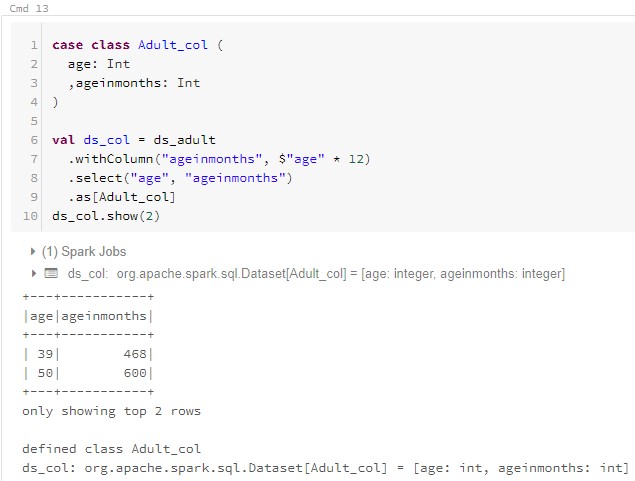 Cmd 13
1 case class Adult_col (
2   age: Int
3   ,ageinmonths: Int
4 )
5
6 val ds_col = ds_adult
7   .withColumn("ageinmonths", $"age" * 12)
8   .select("age", "ageinmonths")
9   .as[Adult_col]
10 ds_col.show(2)
(1) Spark Jobs
ds_col: org.apache.spark.sql.Dataset[Adult_col] = [age: integer, ageinmonths: integer]
+---+-----------+
|age|ageinmonths|
+---+-----------+
| 39|        468|
| 50|        600|
+---+-----------+
only showing top 2 rows
defined class Adult_col
ds_col: org.apache.spark.sql.Dataset[Adult_col] = [age: int, ageinmonths: int]